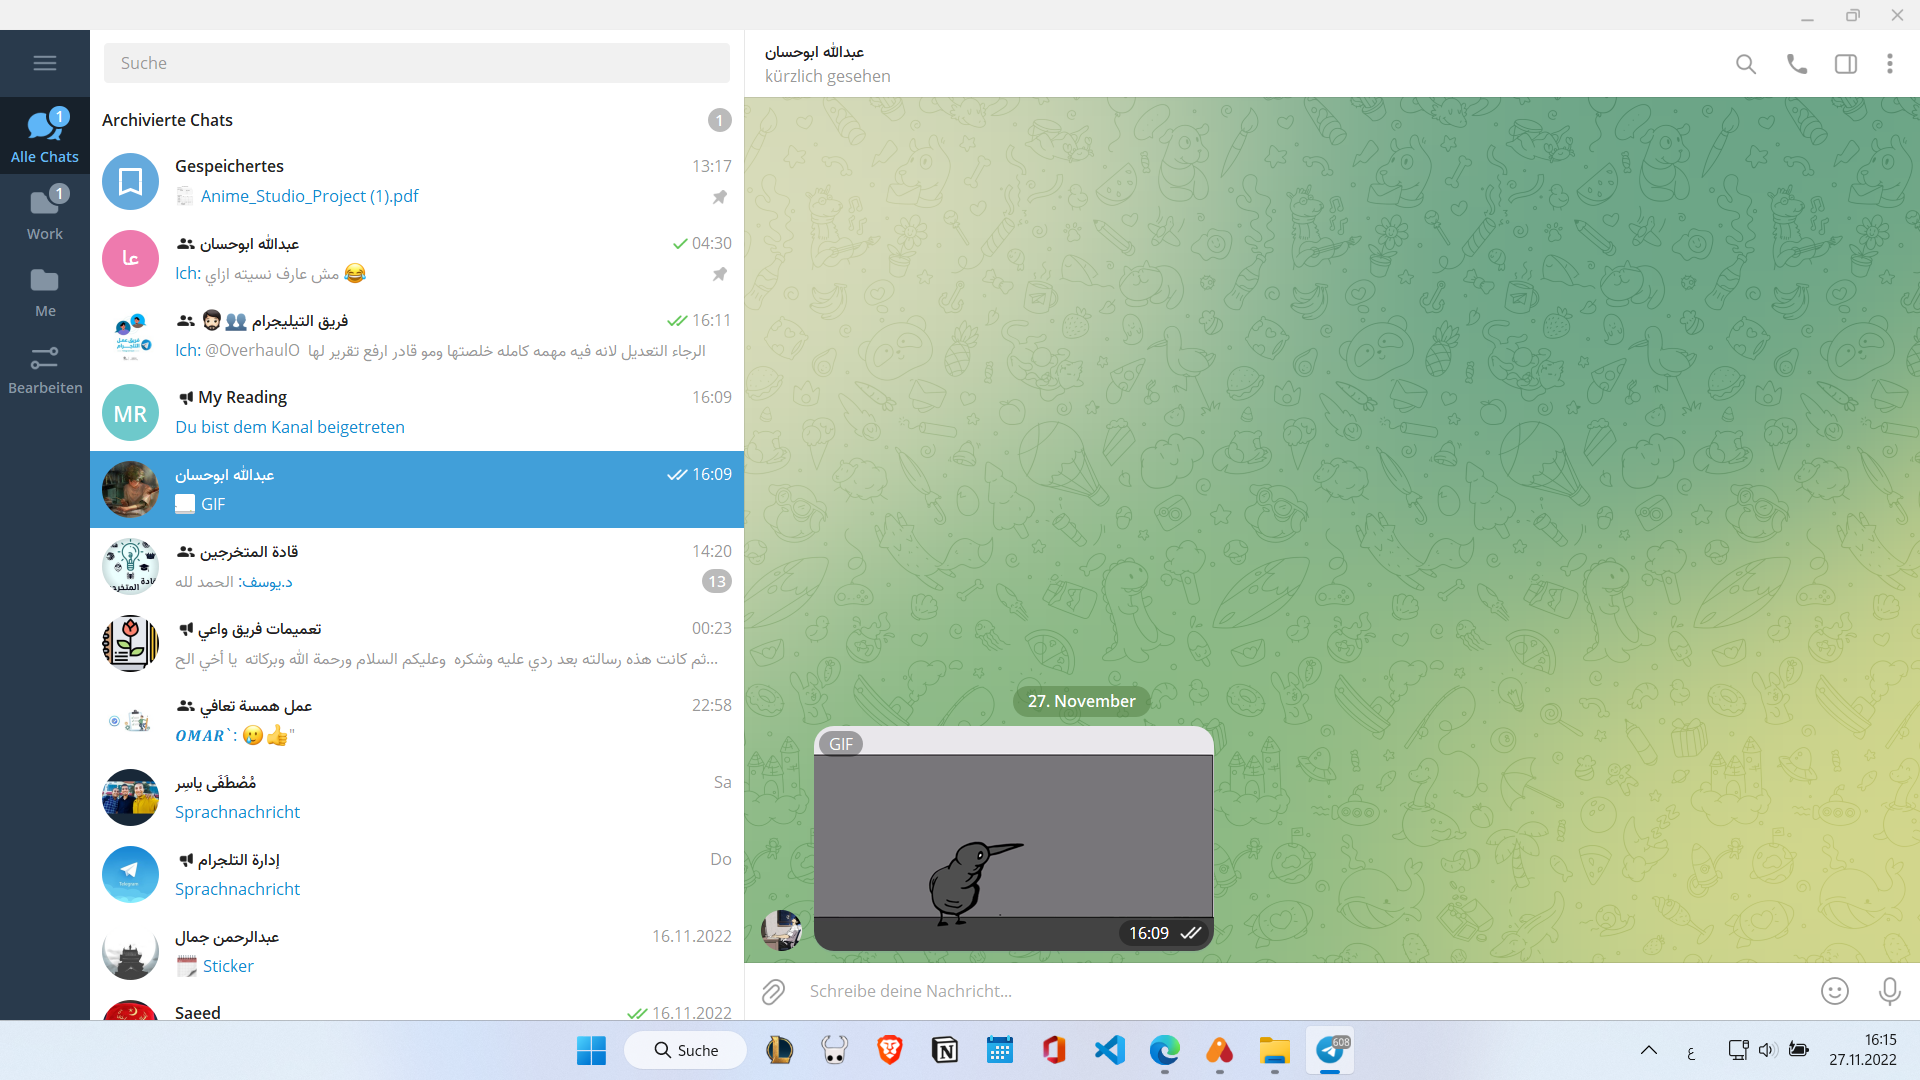 Suche
عبدالله ابوحسان
kürzlich gesehen
1
Alle Chats
1
Work
Me
Bearbeiten
Archivierte Chats
1
Gespeichertes
13:17
Anime_Studio_Project (1).pdf
عا
عبدالله ابوحسان
04:30
Ich: مش عارف نسيته ازاي 😂
فريق التيليجرام
16:11
Ich: @OverhaulO الرجاء التعديل لانه فيه مهمه كامله خلصتها ومو قادر ارفع تقرير لها
MR
My Reading
16:09
Du bist dem Kanal beigetreten
عبدالله ابوحسان
16:09
GIF
قادة المتخرجين
14:20
د.يوسف: الحمد لله
13
تعميمات فريق واعي
00:23
ثم كانت هذه رسالته بعد ردي عليه وشكره وعليكم السلام ورحمة الله وبركاته يا أخي الح...
عمل همسة تعافي
22:58
OMAR`: 🥲👍"
مُصْطَفَى ياسِر
Sa
Sprachnachricht
إدارة التلجرام
Do
Sprachnachricht
عبدالرحمن جمال
16.11.2022
Sticker
Saeed
16.11.2022
27. November
GIF
16:09
Schreibe deine Nachricht...
Suche
608
ع
16:15
27.11.2022